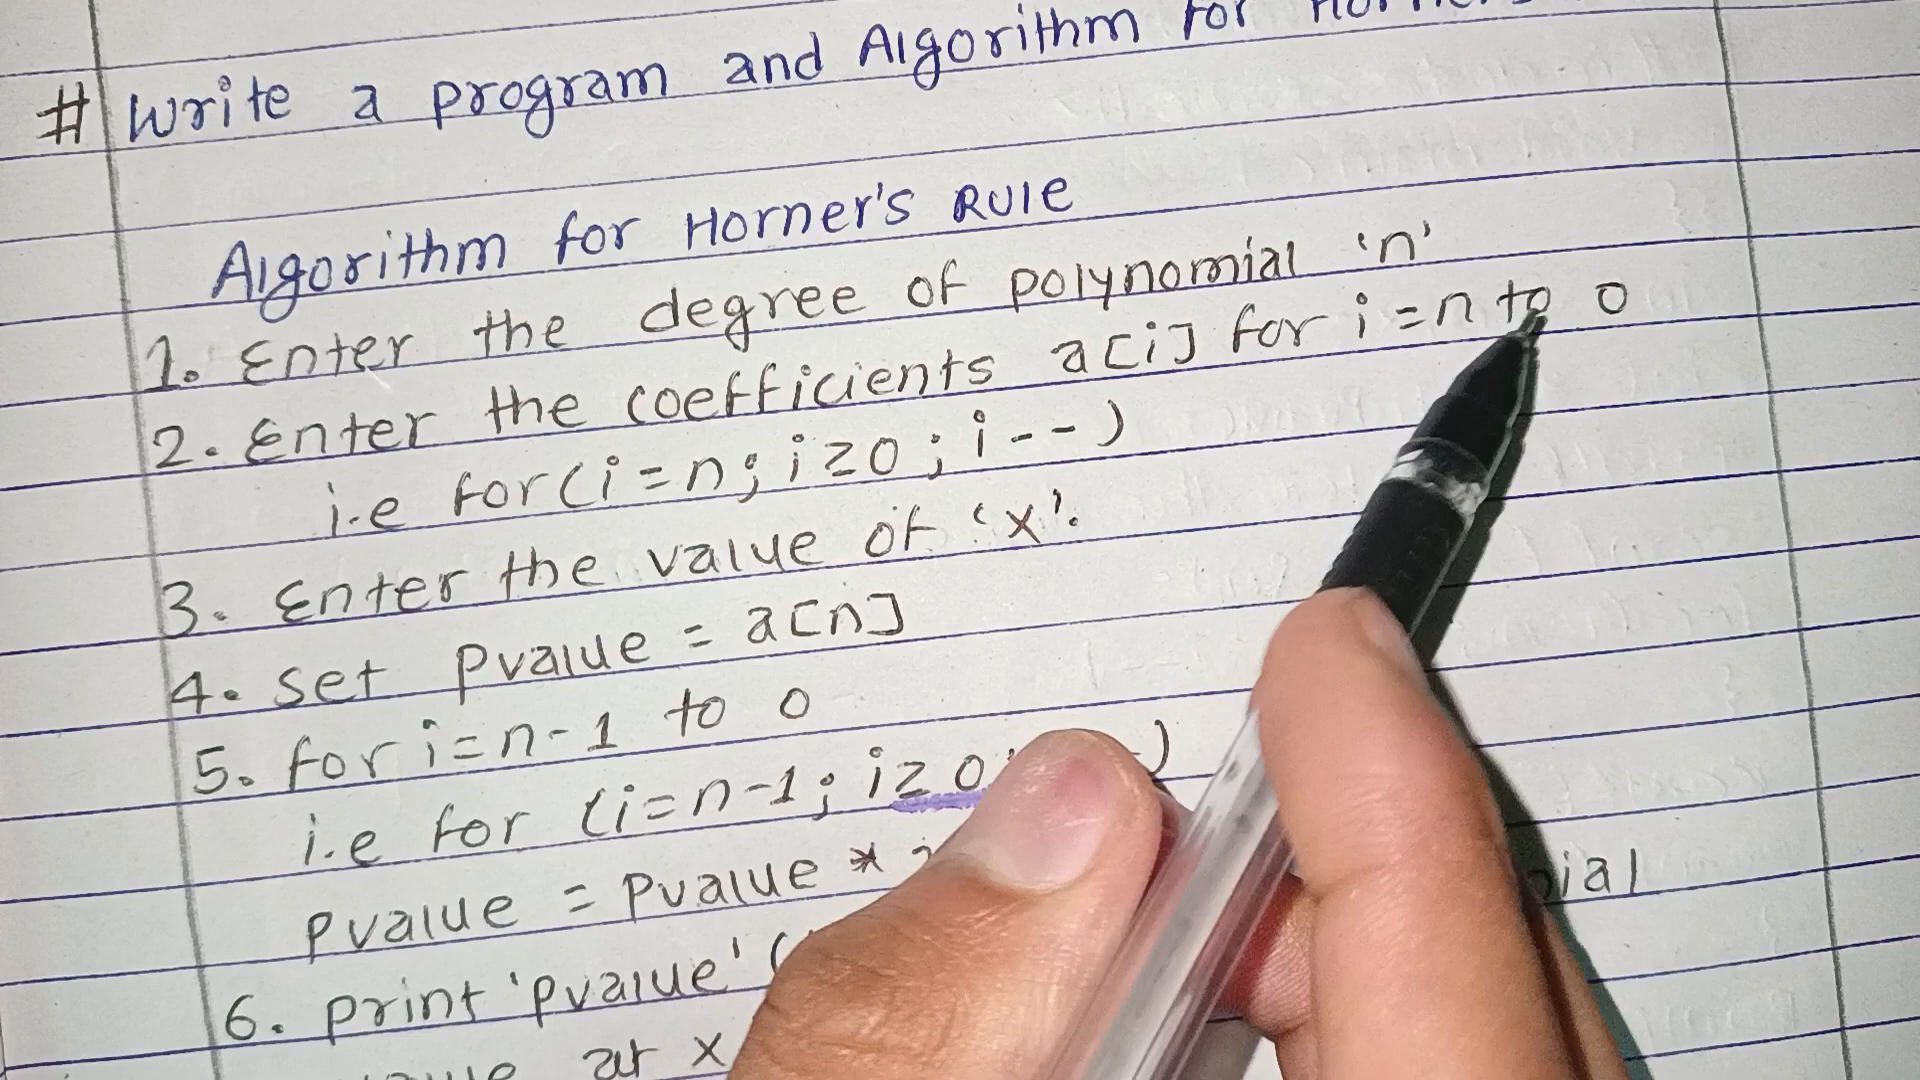 # Write a program and Algorithm for
Algorithm for Horner's Rule
1. Enter the degree of polynomial 'n'
2. Enter the coefficients a[i] for i=n to 0
i.e for(i=n; i≥0; i--)
3. Enter the value of 'x'.
4. set Pvalue = a[n]
5. for i=n-1 to 0
i.e for (i=n-1; i≥0 )
pvalue = Pvalue *
6. print 'pvalue' (
at x